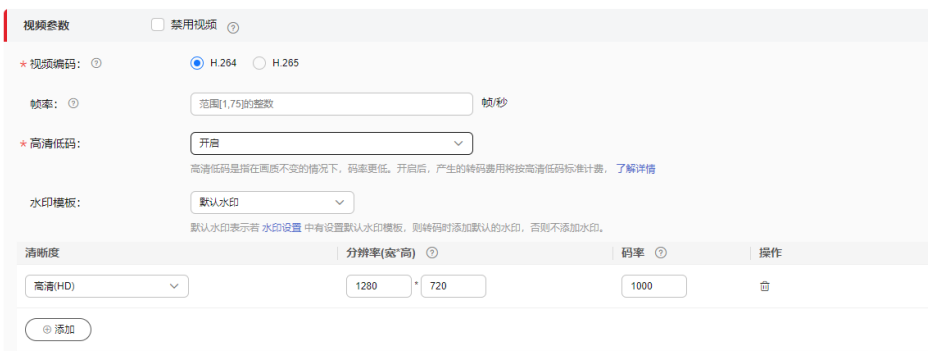 视频参数 禁用视频 ?
* 视频编码： ? H.264 H.265
帧率： ? 范围[1,75]的整数 帧/秒
* 高清低码： 开启
高清低码是指在画质不变的情况下，码率更低。开启后，产生的转码费用将按高清低码标准计费， 了解详情
水印模板： 默认水印
默认水印表示若 水印设置 中有设置默认水印模板，则转码时添加默认的水印，否则不添加水印。
清晰度 分辨率(宽*高) ? 码率 ? 操作
高清(HD) 1280 * 720 1000
添加